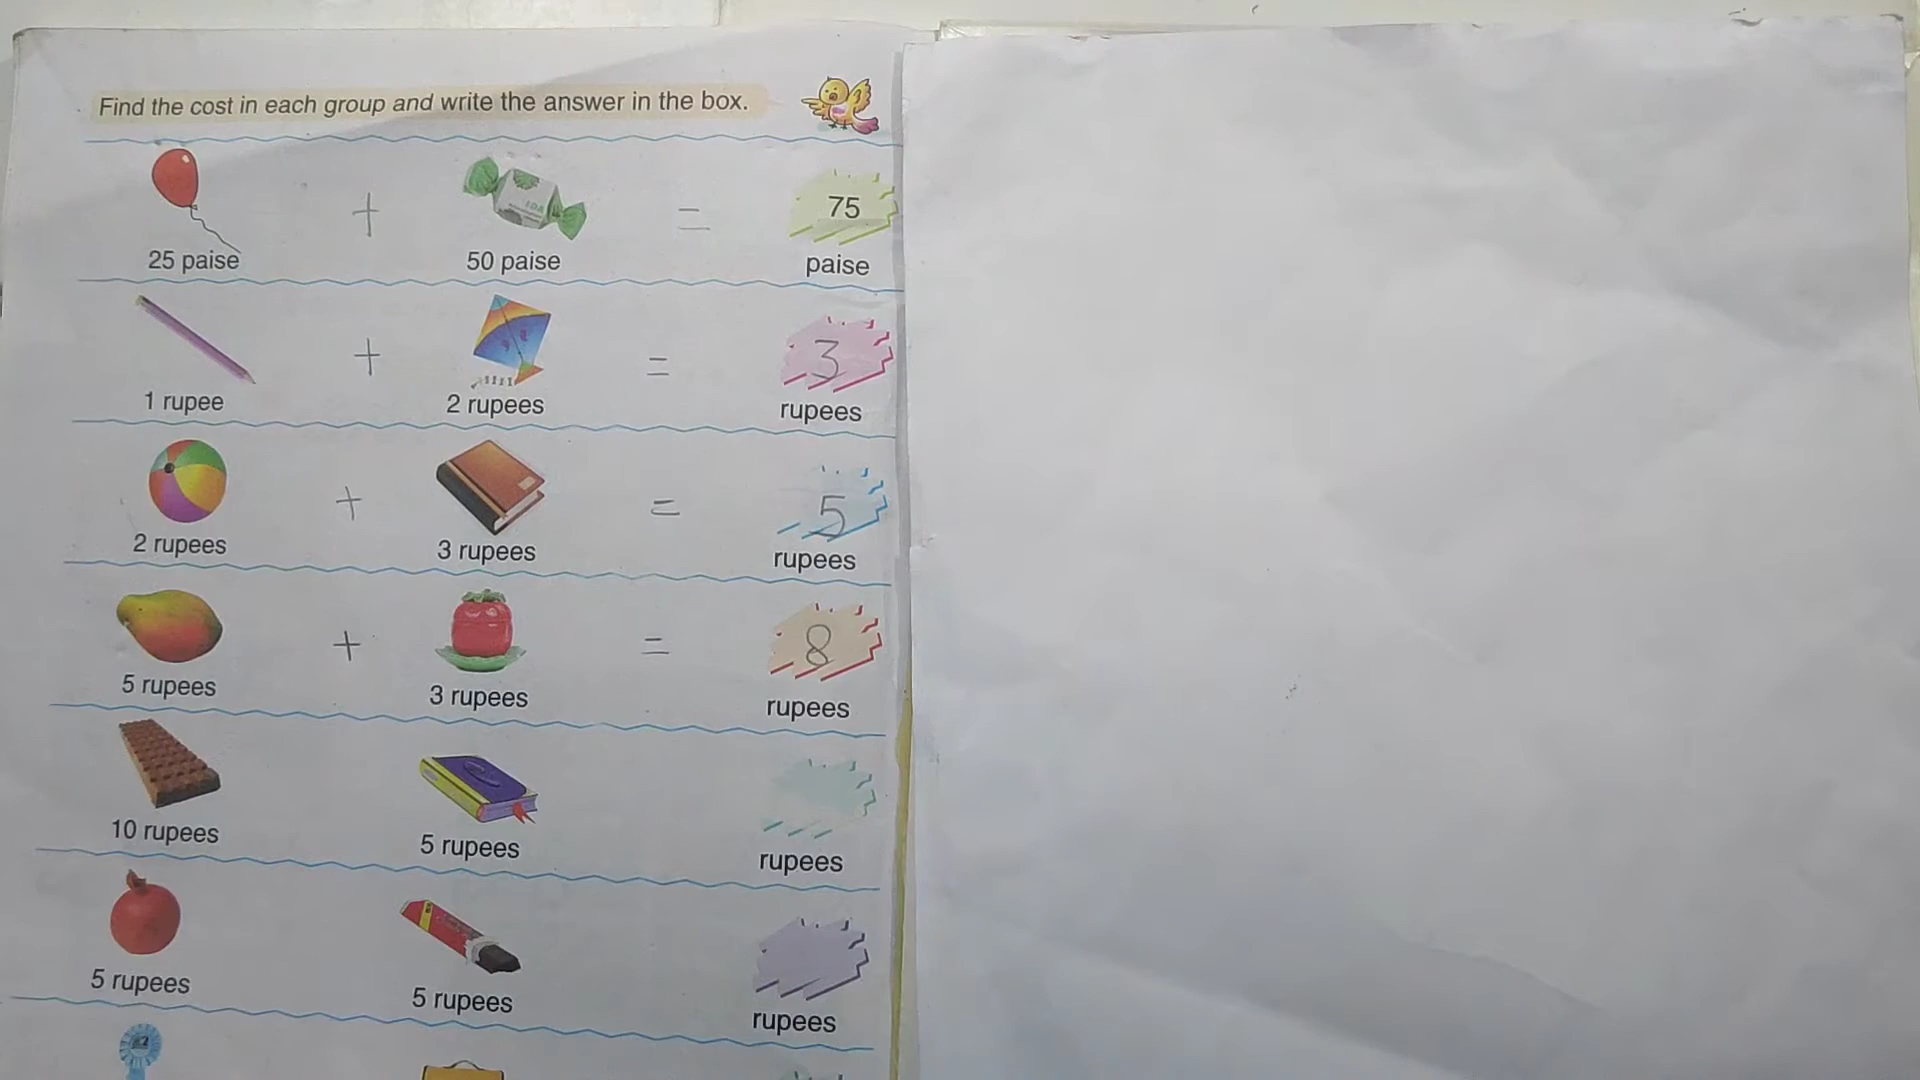 Find the cost in each group and write the answer in the box.
+ = 75
25 paise 50 paise paise
+ = 3
1 rupee 2 rupees rupees
+ = 5
2 rupees 3 rupees rupees
+ = 8
5 rupees 3 rupees rupees
10 rupees 5 rupees rupees
5 rupees 5 rupees rupees